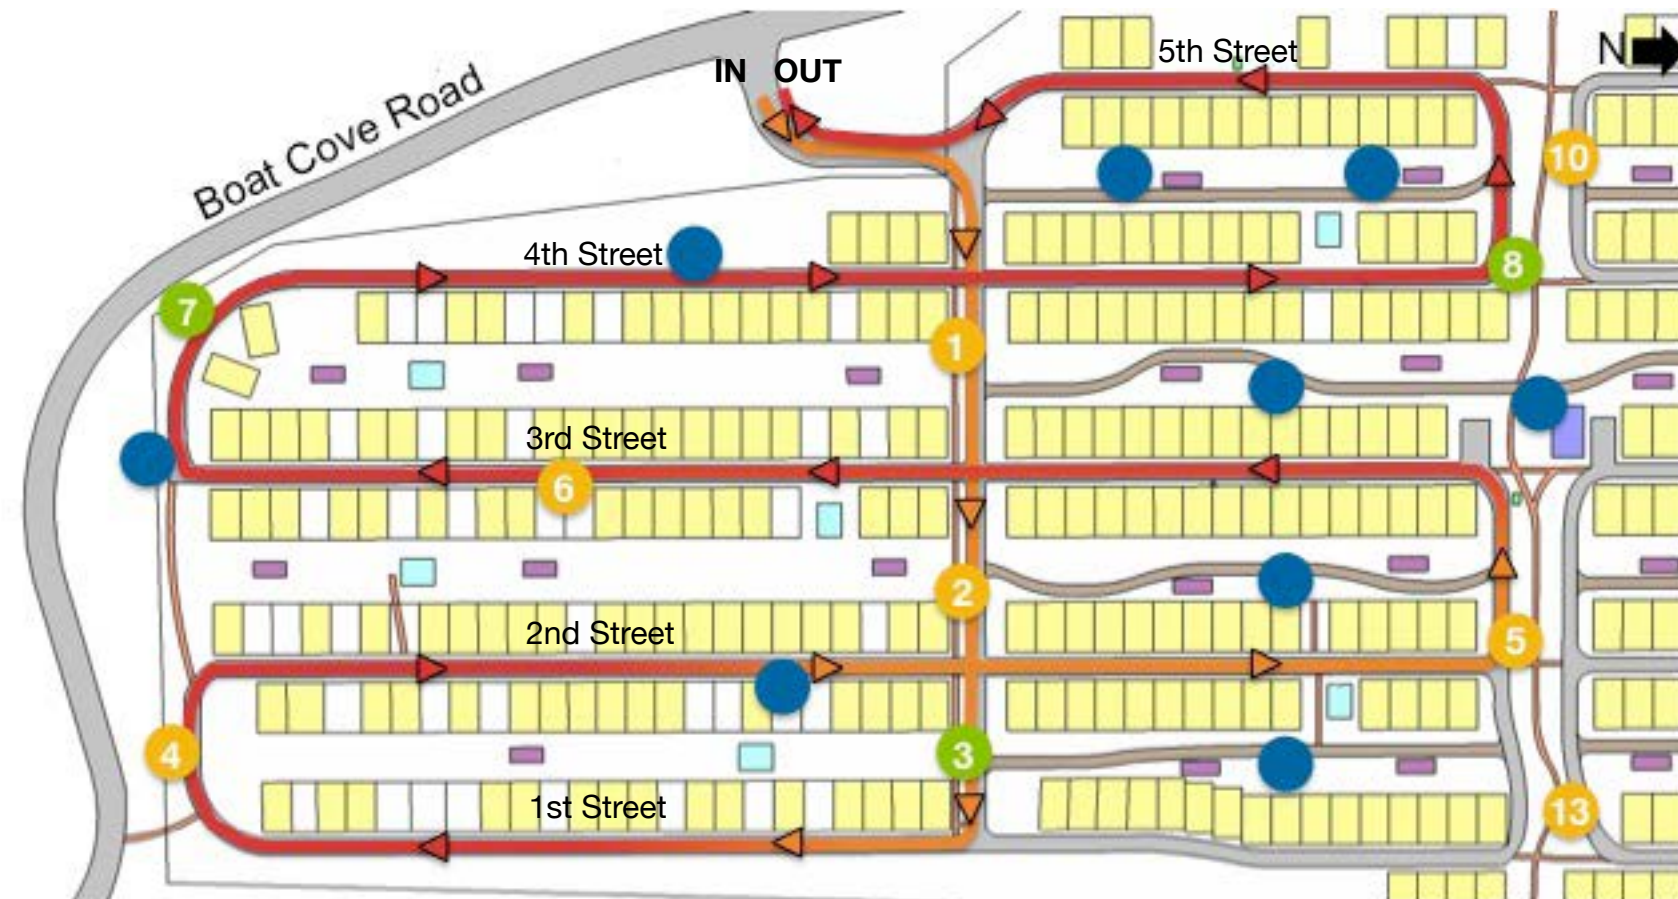 5th Street
N
IN OUT
Boat Cove Road
10
4th Street
8
7
1
3rd Street
6
2
2nd Street
5
4
3
1st Street
13